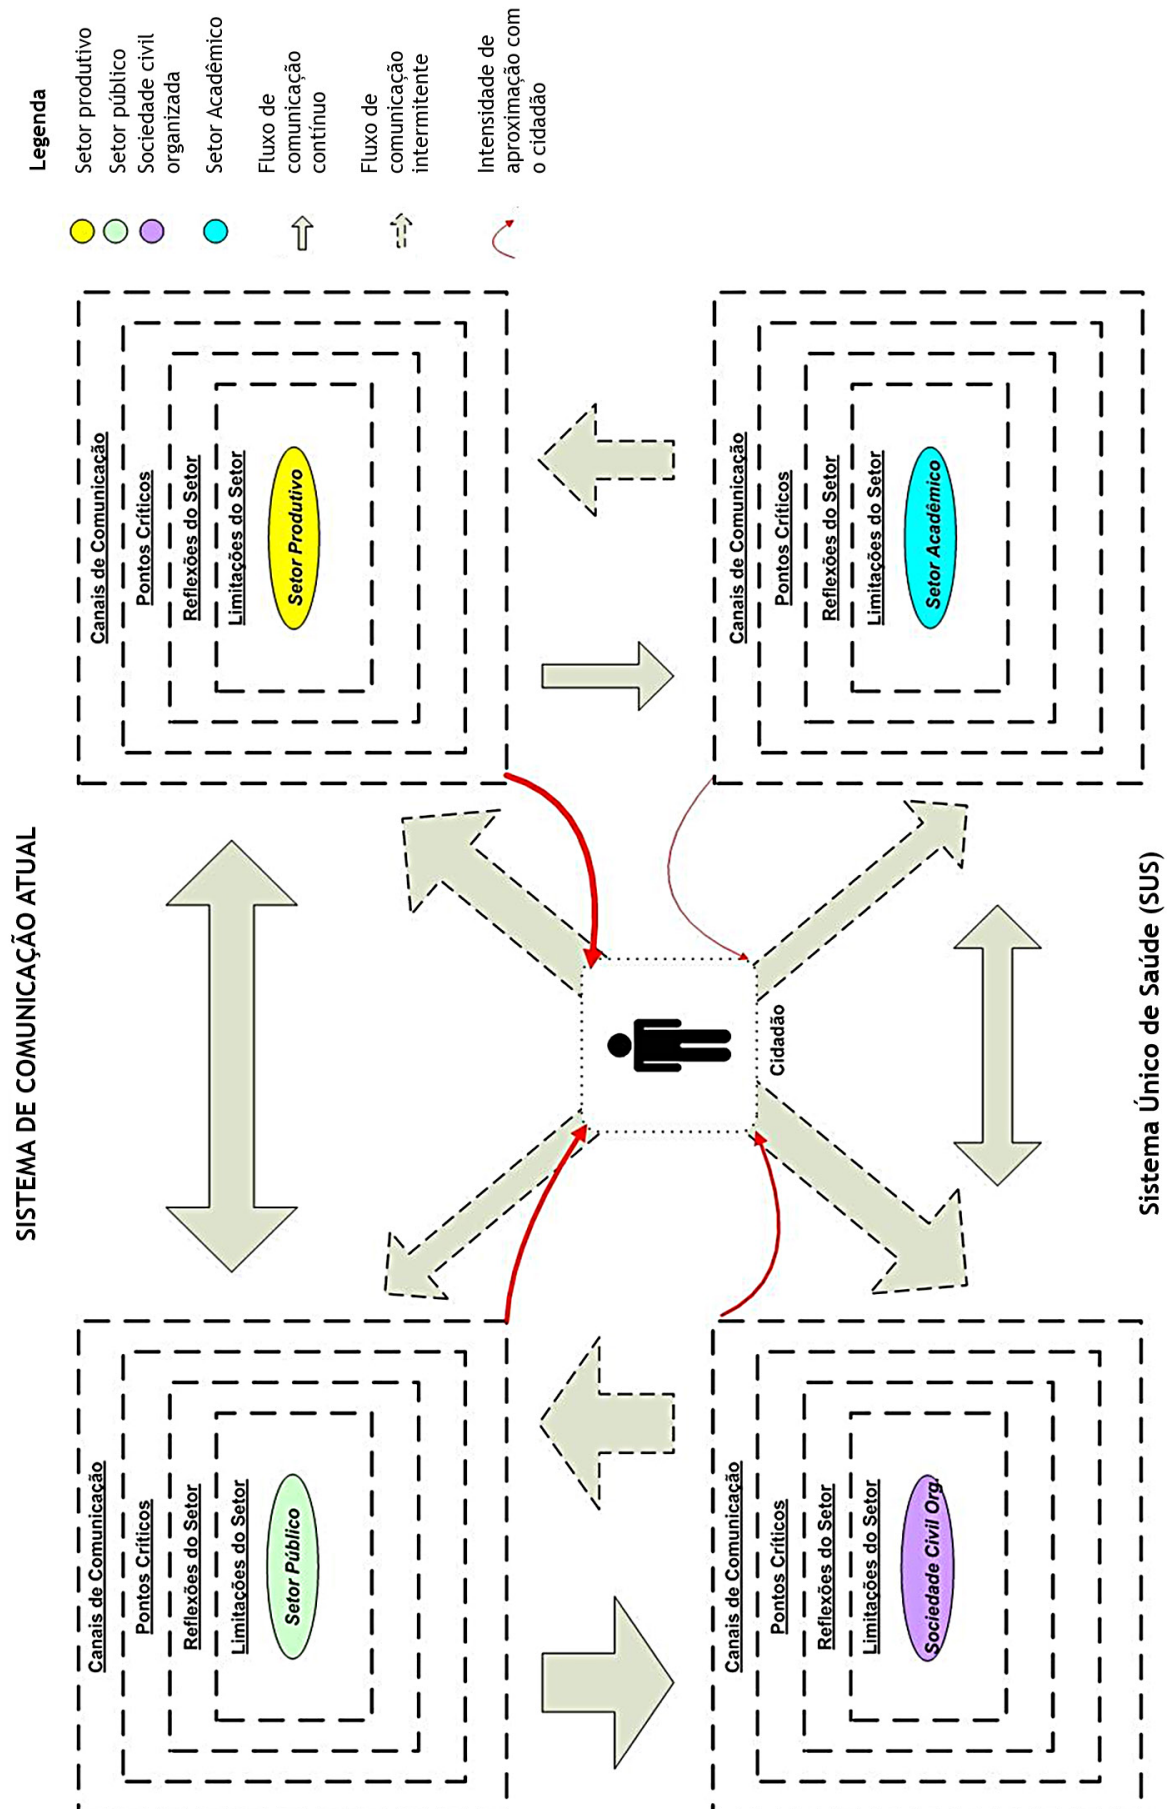 SISTEMA DE COMUNICAÇÃO ATUAL
Canais de Comunicação
Pontos Críticos
Reflexões do Setor
Limitações do Setor
Setor Público
Canais de Comunicação
Pontos Críticos
Reflexões do Setor
Limitações do Setor
Setor Produtivo
Legenda
Setor produtivo
Setor público
Sociedade civil
organizada
Setor Acadêmico
Fluxo de
comunicação
contínuo
Fluxo de
comunicação
intermitente
Intensidade de
aproximação com
o cidadão
Cidadão
Canais de Comunicação
Pontos Críticos
Reflexões do Setor
Limitações do Setor
Sociedade Civil Org.
Canais de Comunicação
Pontos Críticos
Reflexões do Setor
Limitações do Setor
Setor Acadêmico
Sistema Único de Saúde (SUS)